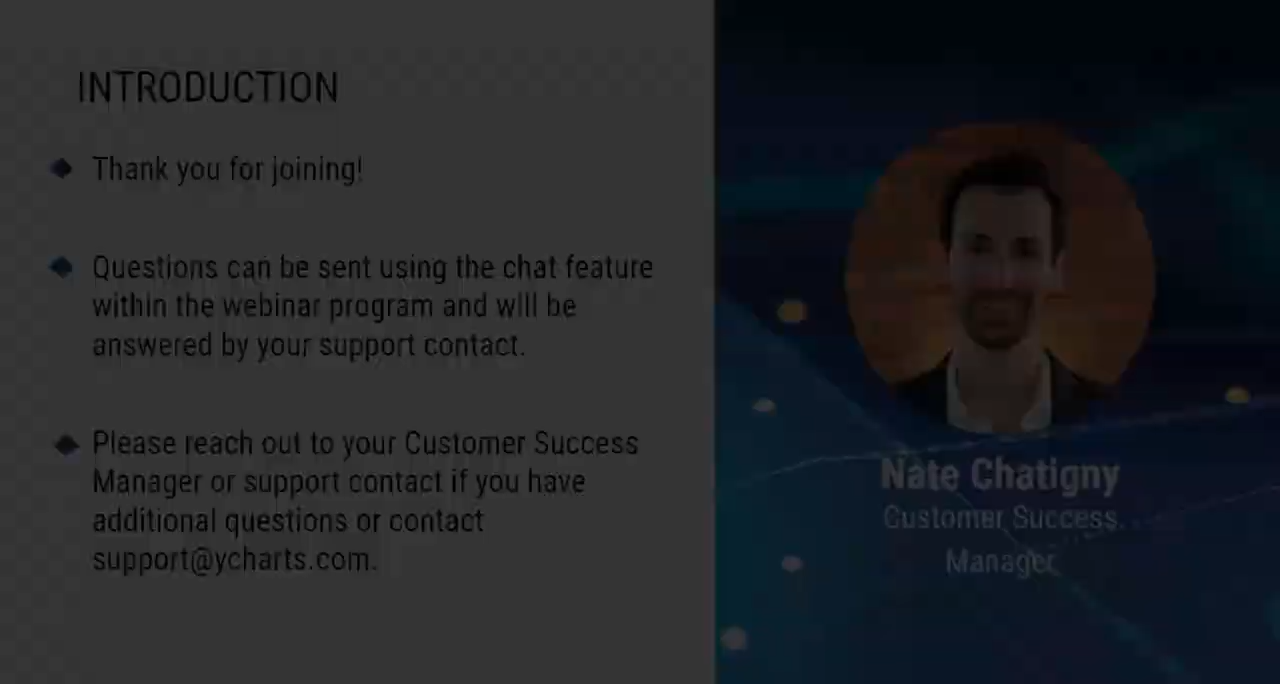 INTRODUCTION
Thank you for joining!
Questions can be sent using the chat feature
within the webinar program and will be
answered by your support contact.
Please reach out to your Customer Success
Manager or support contact if you have
additional questions or contact
support@ycharts.com.
Nate Chatigny
Customer Success
Manager